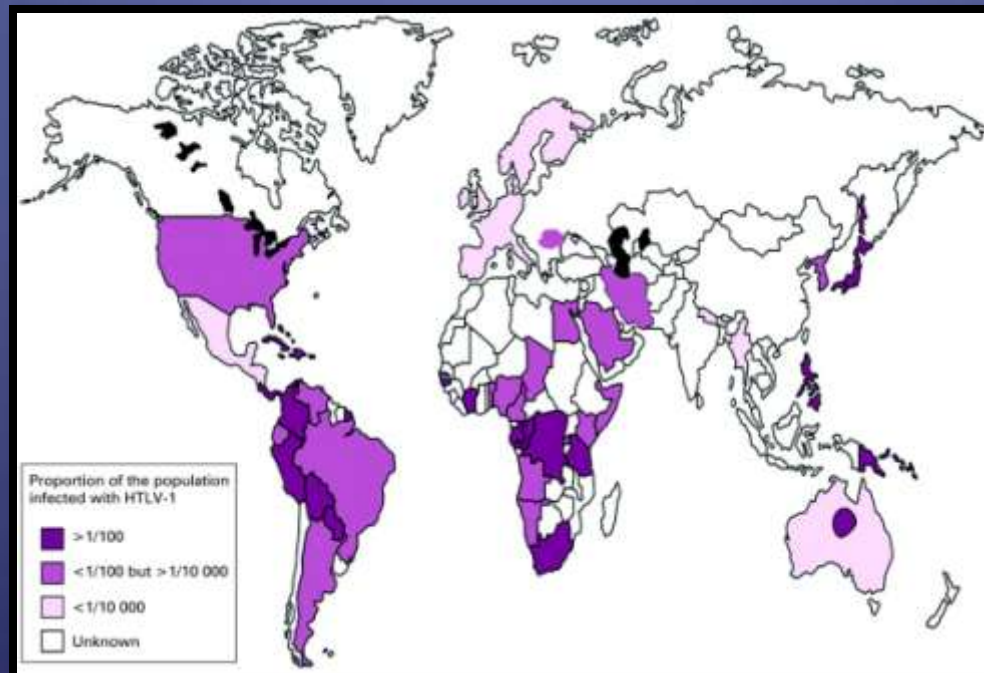 Proportion of the population
infected with HTLV-1
>1/100
<1/100 but >1/10 000
<1/10 000
Unknown